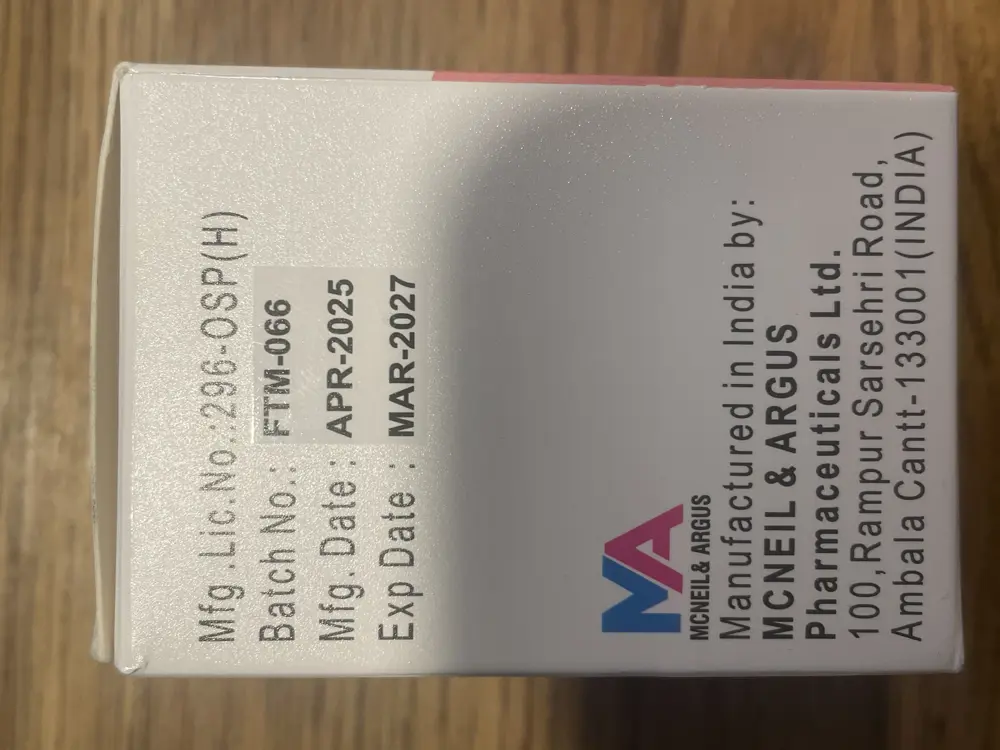 Mfg .Lic.No.:296-OSP(H)
Batch No.: FTM-066
Mfg. Date : APR-2025
Exp Date : MAR-2027
MA
MCNEIL& ARGUS
Manufactured in India by:
MCNEIL & ARGUS
Pharmaceuticals Ltd.
100,Rampur Sarsehri Road,
Ambala Cantt-133001(INDIA)